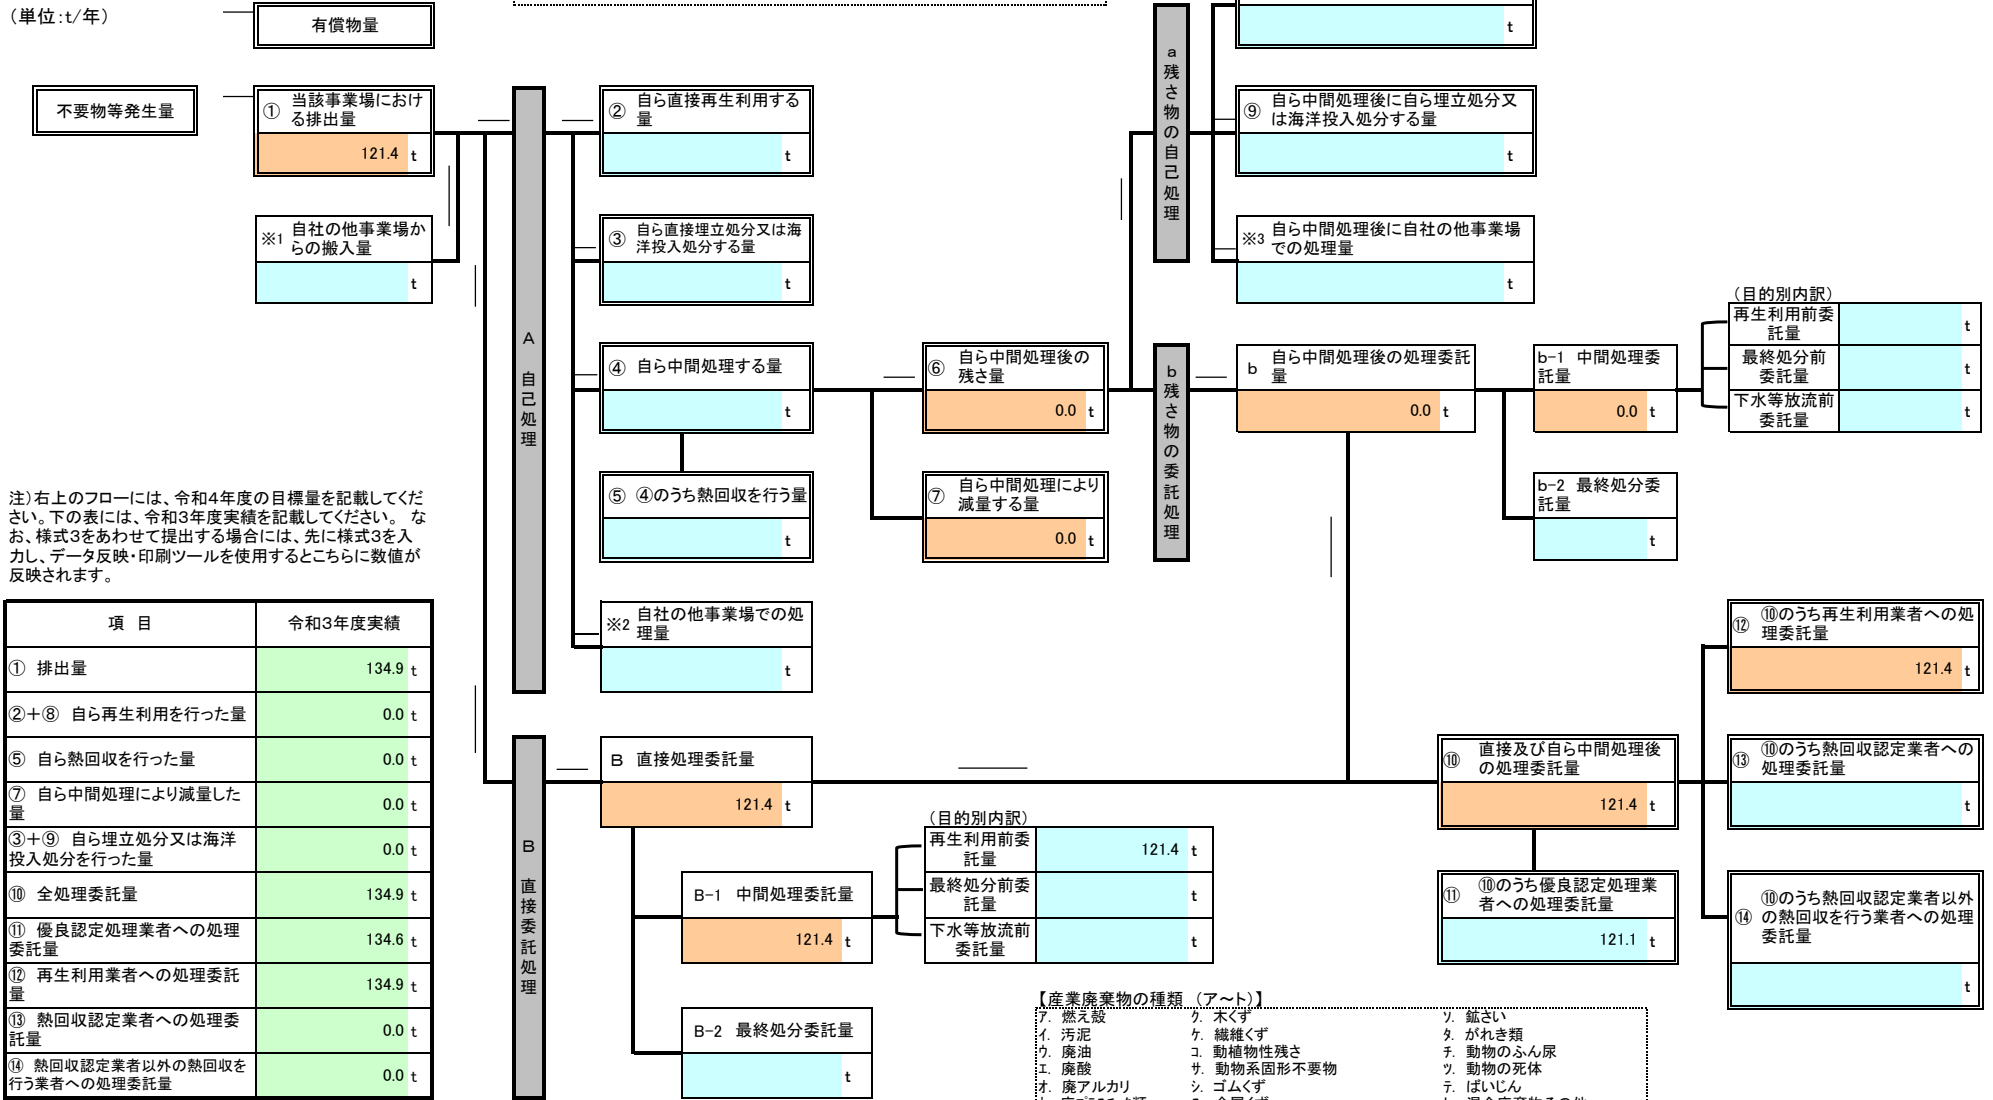 (単位:t/年)
有償物量
t
不要物等発生量
① 当該事業場におけ
る排出量
121.4 t
※1 自社の他事業場か
らの搬入量
t
A 自己処理
② 自ら直接再生利用する
量
t
③ 自ら直接埋立処分又は海
洋投入処分する量
t
④ 自ら中間処理する量
t
⑤ ④のうち熱回収を行う量
t
※2 自社の他事業場での処
理量
t
⑥ 自ら中間処理後の
残さ量
0.0 t
⑦ 自ら中間処理により
減量する量
0.0 t
a 残さ物の自己処理
⑨ 自ら中間処理後に自ら埋立処分又
は海洋投入処分する量
t
※3 自ら中間処理後に自社の他事業場
での処理量
t
b 残さ物の委託処理
b 自ら中間処理後の処理委託
量
0.0 t
b-1 中間処理委
託量
0.0 t
b-2 最終処分委
託量
t
(目的別内訳)
再生利用前委
託量
t
最終処分前
委託量
t
下水等放流前
委託量
t
注)右上のフローには、令和4年度の目標量を記載してくだ
さい。下の表には、令和3年度実績を記載してください。 な
お、様式3をあわせて提出する場合には、先に様式3を入
力し、データ反映・印刷ツールを使用するとこちらに数値が
反映されます。
項 目 令和3年度実績
① 排出量 134.9 t
②+⑧ 自ら再生利用を行った量 0.0 t
⑤ 自ら熱回収を行った量 0.0 t
⑦ 自ら中間処理により減量した
量 0.0 t
③+⑨ 自ら埋立処分又は海洋
投入処分を行った量 0.0 t
⑩ 全処理委託量 134.9 t
⑪ 優良認定処理業者への処理
委託量 134.6 t
⑫ 再生利用業者への処理委託
量 134.9 t
⑬ 熱回収認定業者への処理委
託量 0.0 t
⑭ 熱回収認定業者以外の熱回収を
行う業者への処理委託量 0.0 t
B 直接委託処理
B 直接処理委託量
121.4 t
B-1 中間処理委託量
121.4 t
B-2 最終処分委託量
t
(目的別内訳)
再生利用前委
託量
121.4 t
最終処分前委
託量
t
下水等放流前
委託量
t
⑩ 直接及び自ら中間処理後
の処理委託量
121.4 t
⑪ ⑩のうち優良認定処理業
者への処理委託量
121.1 t
⑫ ⑩のうち再生利用業者への処
理委託量
121.4 t
⑬ ⑩のうち熱回収認定業者への
処理委託量
t
⑭ ⑩のうち熱回収認定業者以外
の熱回収を行う業者への処理
委託量
t
【産業廃棄物の種類 (ア~ト)】
ア. 燃え殻 ク. 木くず ソ. 鉱さい
イ. 汚泥 ケ. 繊維くず タ. がれき類
ウ. 廃油 コ. 動植物性残さ チ. 動物のふん尿
エ. 廃酸 サ. 動物系固形不要物 ツ. 動物の死体
オ. 廃アルカリ シ. ゴムくず テ. ばいじん